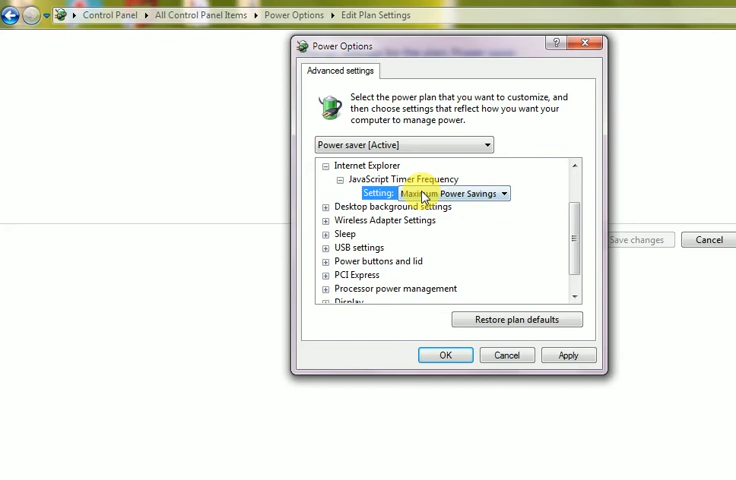 Control Panel ▸ All Control Panel Items ▸ Power Options ▸ Edit Plan Settings
Power Options
Advanced settings
Select the power plan that you want to customize, and
then choose settings that reflect how you want your
computer to manage power.
Power saver [Active]
Internet Explorer
JavaScript Timer Frequency
Setting: Maximum Power Savings
Desktop background settings
Wireless Adapter Settings
Sleep
USB settings
Power buttons and lid
PCI Express
Processor power management
Display
Save changes
Cancel
Restore plan defaults
OK
Cancel
Apply